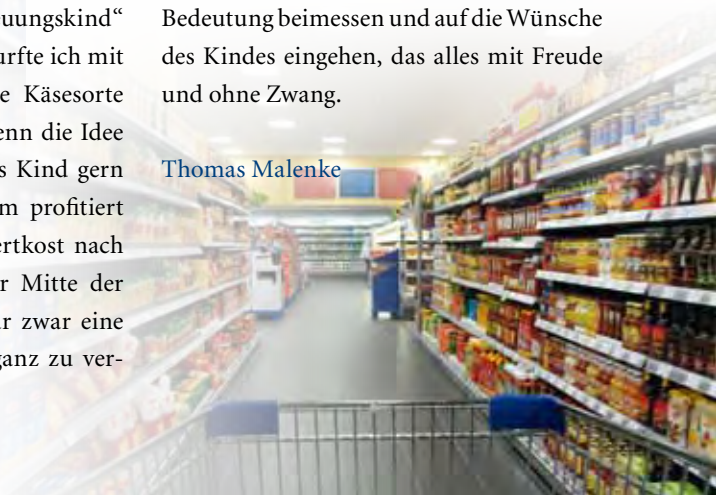 uungskind“
urfte ich mit
e Käsesorte
enn die Idee
s Kind gern
m profitiert
ertkost nach
r Mitte der
ur zwar eine
ganz zu ver-
Bedeutung beimessen und auf die Wünsche
des Kindes eingehen, das alles mit Freude
und ohne Zwang.
Thomas Malenke